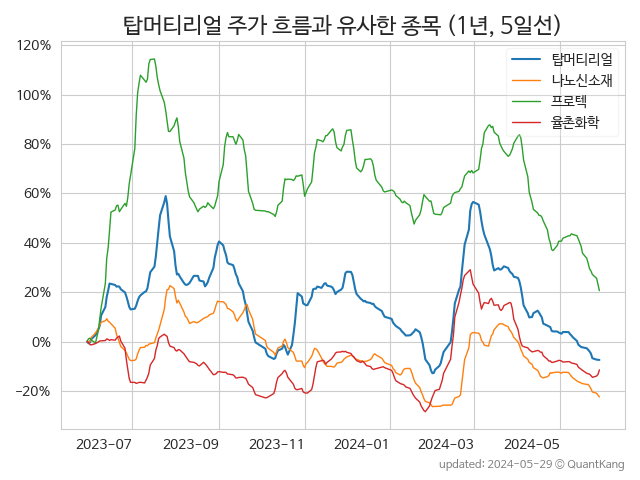 탑머티리얼 주가 흐름과 유사한 종목 (1년, 5일선)
120%
100%
80%
60%
40%
20%
0%
−20%
탑머티리얼
나노신소재
프로텍
율촌화학
2023-07
2023-09
2023-11
2024-01
2024-03
2024-05
updated: 2024-05-29 © QuantKang